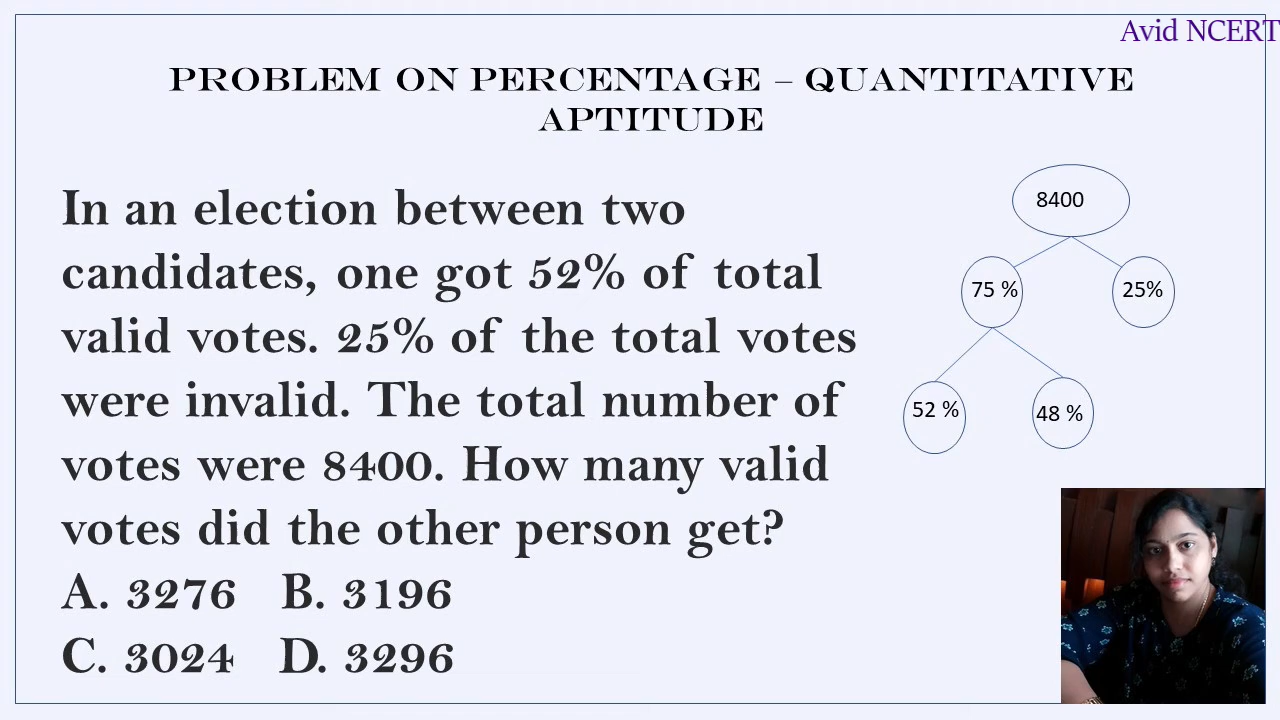 Avid NCERT
PROBLEM ON PERCENTAGE – QUANTITATIVE
APTITUDE
In an election between two
candidates, one got 52% of total
valid votes. 25% of the total votes
were invalid. The total number of
votes were 8400. How many valid
votes did the other person get?
A. 3276 B. 3196
C. 3024 D. 3296
8400
75 % 25%
52 % 48 %